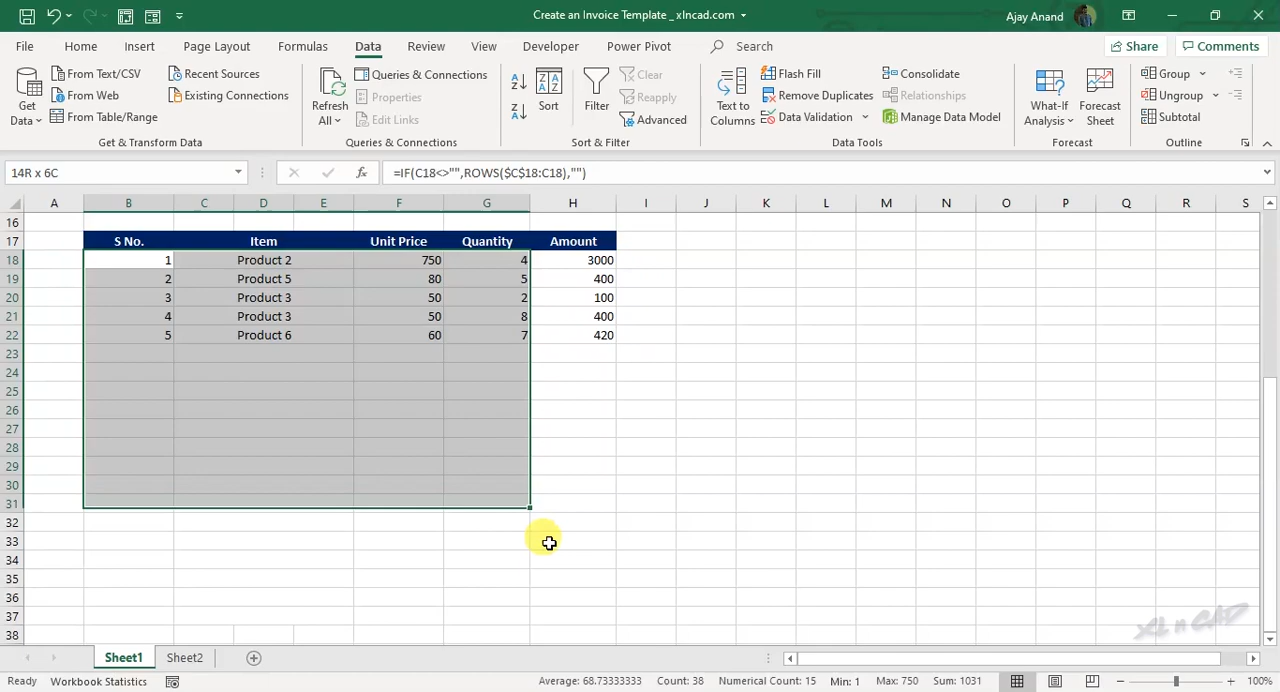 Create an Invoice Template _ xlncad.com
Ajay Anand
File Home Insert Page Layout Formulas Data Review View Developer Power Pivot Search Share Comments
Get Data
From Text/CSV
From Web
From Table/Range
Recent Sources
Existing Connections
Get & Transform Data
Refresh All
Queries & Connections
Properties
Edit Links
Queries & Connections
Sort
Filter
Clear
Reapply
Advanced
Sort & Filter
Text to Columns
Flash Fill
Remove Duplicates
Data Validation
Consolidate
Relationships
Manage Data Model
Data Tools
What-If Analysis
Forecast Sheet
Forecast
Group
Ungroup
Subtotal
Outline
14R x 6C
fx
=IF(C18<>"",ROWS($C$18:C18),"")
A B C D E F G H I J K L M N O P Q R S
16
17 S No. Item Unit Price Quantity Amount
18 1 Product 2 750 4 3000
19 2 Product 5 80 5 400
20 3 Product 3 50 2 100
21 4 Product 3 50 8 400
22 5 Product 6 60 7 420
23
24
25
26
27
28
29
30
31
32
33
34
35
36
37
38
XL n CAD
Sheet1 Sheet2
Ready Workbook Statistics Average: 68.73333333 Count: 38 Numerical Count: 15 Min: 1 Max: 750 Sum: 1031 100%